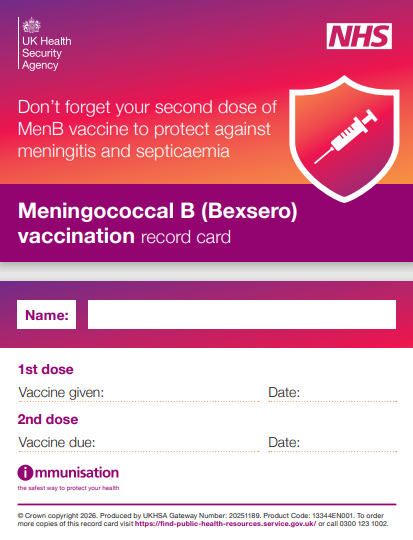 UK Health
Security
Agency
NHS
Don't forget your second dose of
MenB vaccine to protect against
meningitis and septicaemia
Meningococcal B (Bexsero)
vaccination record card
Name:
1st dose
Vaccine given: Date:
2nd dose
Vaccine due: Date:
immunisation
the safest way to protect your health
© Crown copyright 2026. Produced by UKHSA Gateway Number: 20251189. Product Code: 13344EN001. To order
more copies of this record card visit https://find-public-health-resources.service.gov.uk/ or call 0300 123 1002.